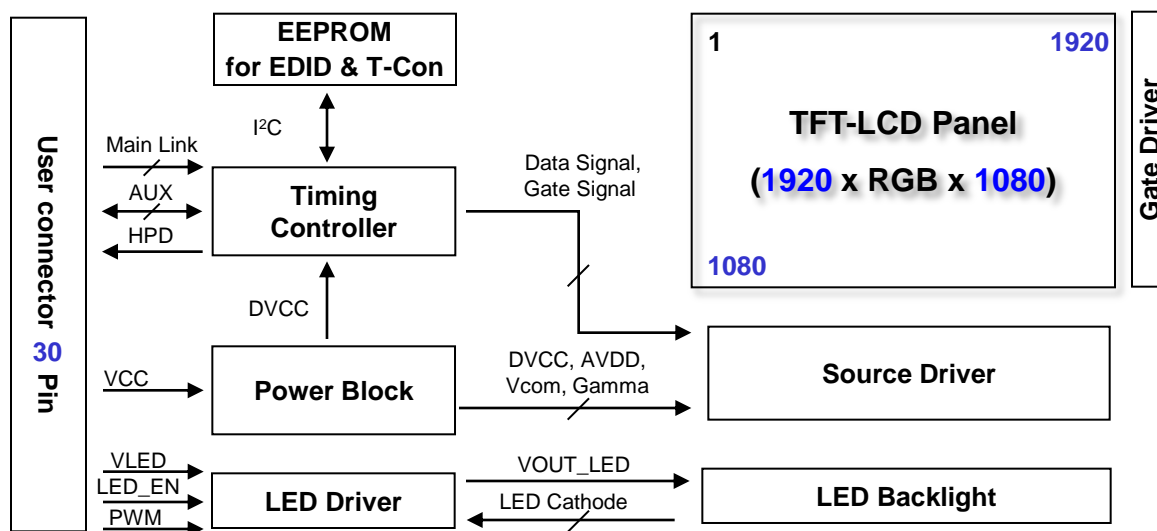 User connector 30 Pin
EEPROM
for EDID & T-Con
I²C
Main Link
AUX
HPD
Timing
Controller
Data Signal,
Gate Signal
1
1920
TFT-LCD Panel
(1920 x RGB x 1080)
1080
Gate Driver
DVCC
VCC
Power Block
DVCC, AVDD,
Vcom, Gamma
Source Driver
VLED
LED_EN
PWM
LED Driver
VOUT_LED
LED Cathode
LED Backlight